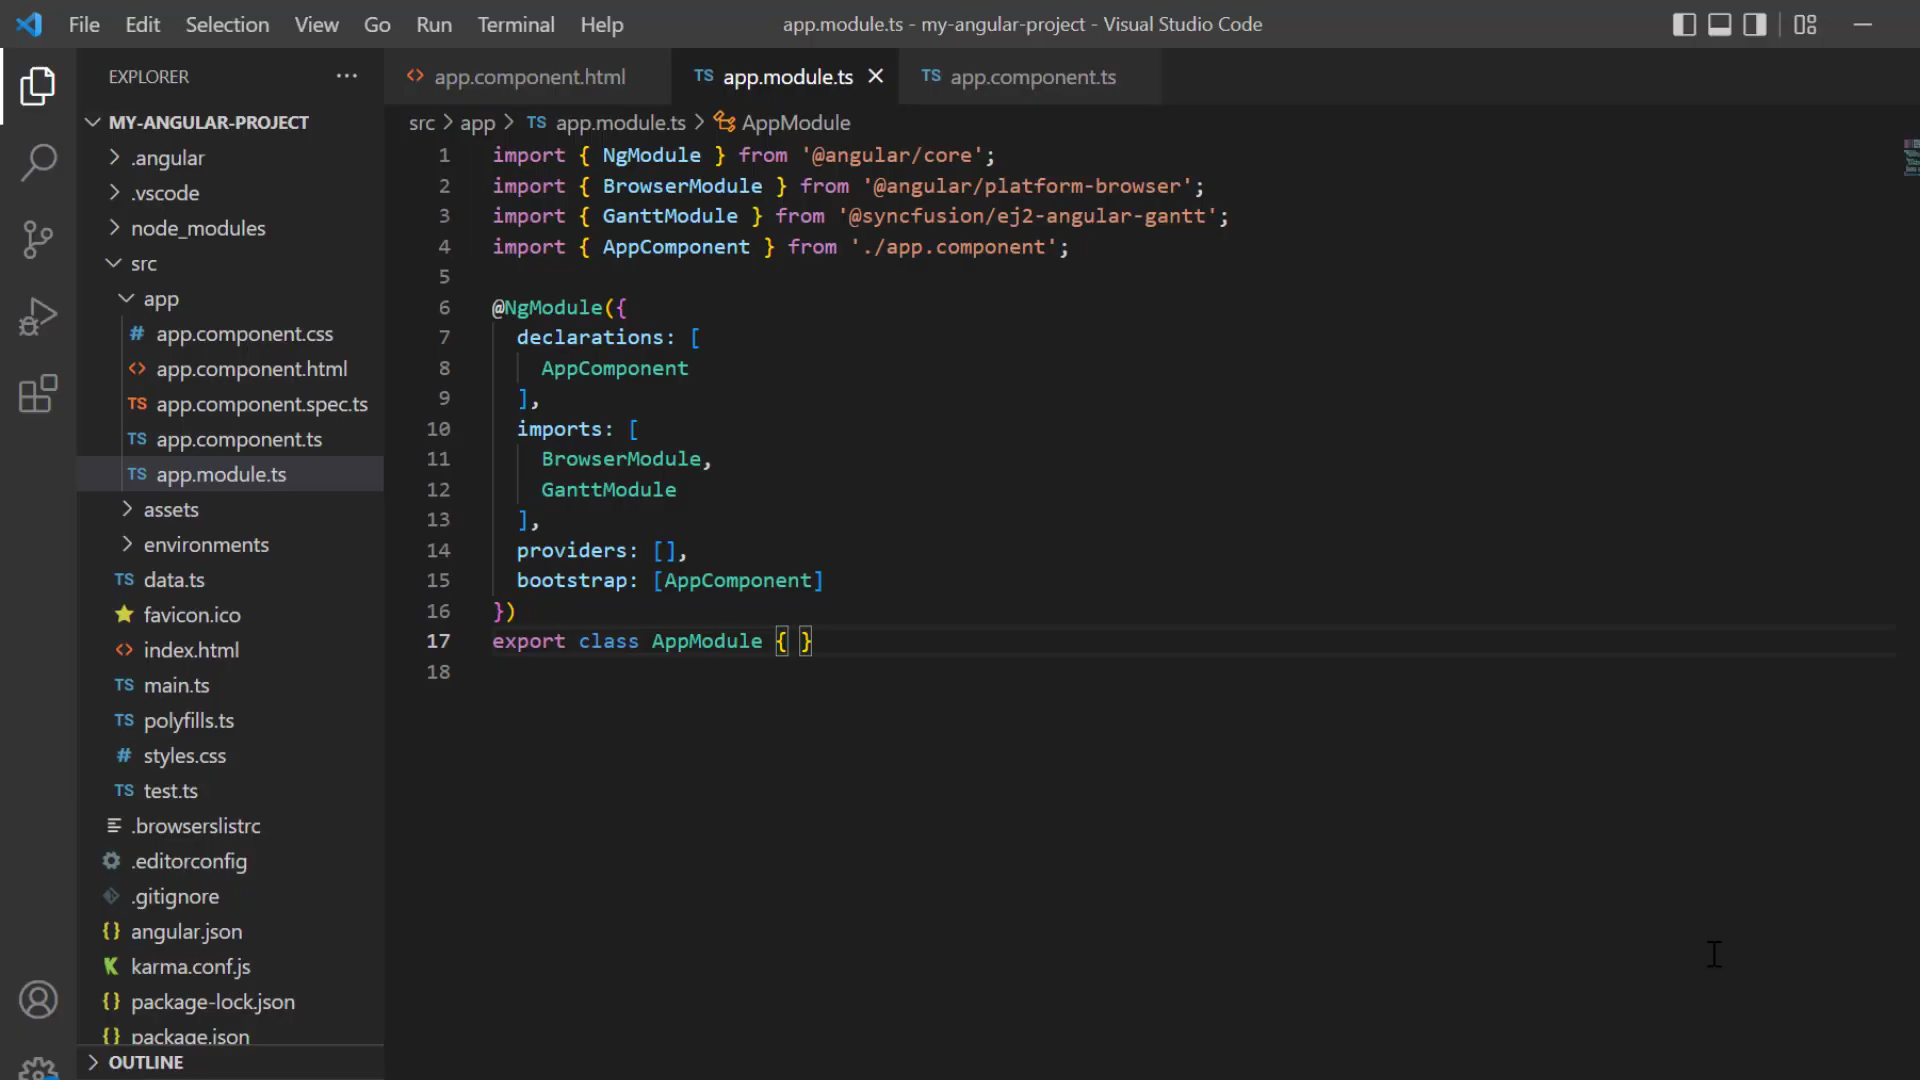 File Edit Selection View Go Run Terminal Help
app.module.ts - my-angular-project - Visual Studio Code
EXPLORER
MY-ANGULAR-PROJECT
.angular
.vscode
node_modules
src
app
# app.component.css
<> app.component.html
TS app.component.spec.ts
TS app.component.ts
TS app.module.ts
assets
environments
TS data.ts
favicon.ico
<> index.html
TS main.ts
TS polyfills.ts
# styles.css
TS test.ts
.browserslistrc
.editorconfig
.gitignore
{} angular.json
K karma.conf.js
{} package-lock.json
{} package.json
OUTLINE
<> app.component.html
TS app.module.ts
TS app.component.ts
src > app > TS app.module.ts > AppModule
1 import { NgModule } from '@angular/core';
2 import { BrowserModule } from '@angular/platform-browser';
3 import { GanttModule } from '@syncfusion/ej2-angular-gantt';
4 import { AppComponent } from './app.component';
5
6 @NgModule({
7 declarations: [
8 AppComponent
9 ],
10 imports: [
11 BrowserModule,
12 GanttModule
13 ],
14 providers: [],
15 bootstrap: [AppComponent]
16 })
17 export class AppModule { }
18